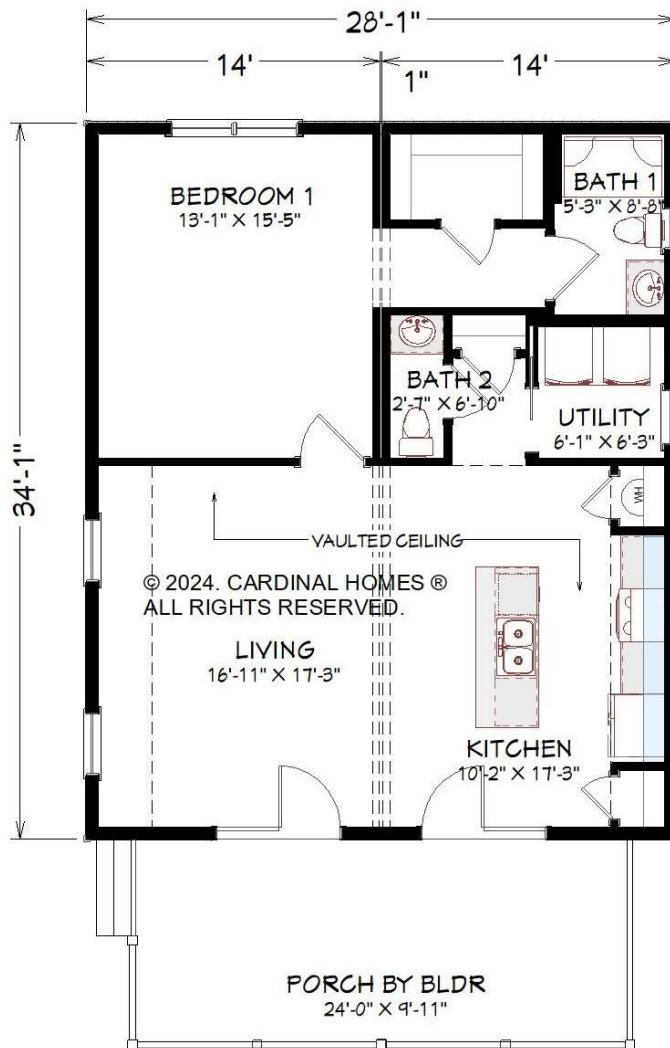 28'-1"
14'
1"
14'
34'-1"
BEDROOM 1
13'-1" X 15'-5"
BATH 1
5'-3" X 8'-8"
BATH 2
2'-7" X 6'-10"
UTILITY
6'-1" X 6'-3"
WH
VAULTED CEILING
© 2024. CARDINAL HOMES ®
ALL RIGHTS RESERVED.
LIVING
16'-11" X 17'-3"
KITCHEN
10'-2" X 17'-3"
PORCH BY BLDR
24'-0" X 9'-11"